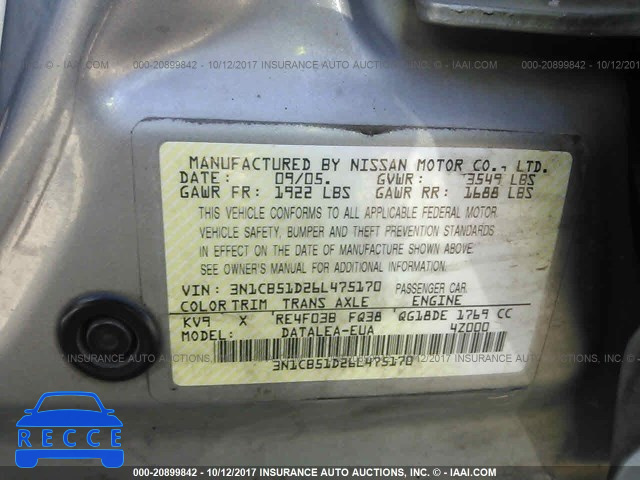 000-20899842 - 10/12/2017 INSURANCE AUTO AUCTIONS, INC. - © - IAAI.COM
MANUFACTURED BY NISSAN MOTOR CO., LTD.
DATE: 09/05. GVWR: 3549 LBS
GAWR FR: 1922 LBS GAWR RR: 1688 LBS
THIS VEHICLE CONFORMS TO ALL APPLICABLE FEDERAL MOTOR
VEHICLE SAFETY, BUMPER AND THEFT PREVENTION STANDARDS
IN EFFECT ON THE DATE OF MANUFACTURE SHOWN ABOVE.
SEE OWNER'S MANUAL FOR ADDITIONAL INFORMATION.
VIN: 3N1CB51D26L475170 PASSENGER CAR.
COLOR TRIM TRANS AXLE ENGINE
KV9 X RE4F03B FQ38 QG18DE 1769 CC
MODEL: DATALEA-EUA 4Z000
3N1CB51D26L475170
RECCE
000-20899842 - 10/12/2017 INSURANCE AUTO AUCTIONS, INC. - © - IAAI.COM